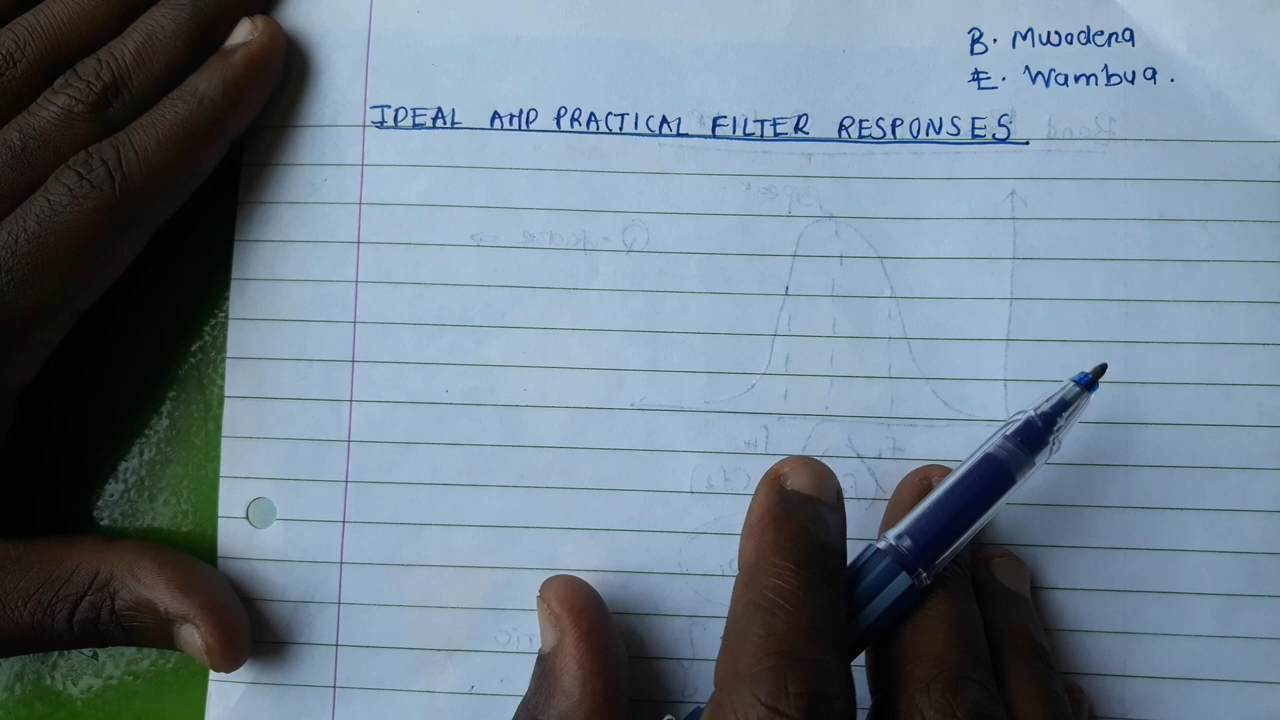 B. Mwadena
E. Wambua.
IDEAL AND PRACTICAL FILTER RESPONSES